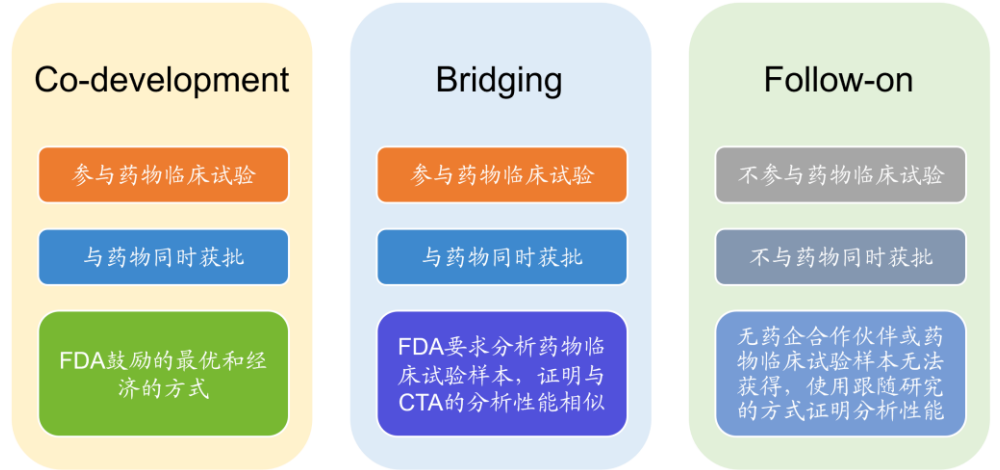 Co-development
参与药物临床试验
与药物同时获批
FDA鼓励的最优和经
济的方式
Bridging
参与药物临床试验
与药物同时获批
FDA要求分析药物临
床试验样本，证明与
CTA的分析性能相似
Follow-on
不参与药物临床试验
不与药物同时获批
无药企合作伙伴或药
物临床试验样本无法
获得，使用跟随研究
的方式证明分析性能